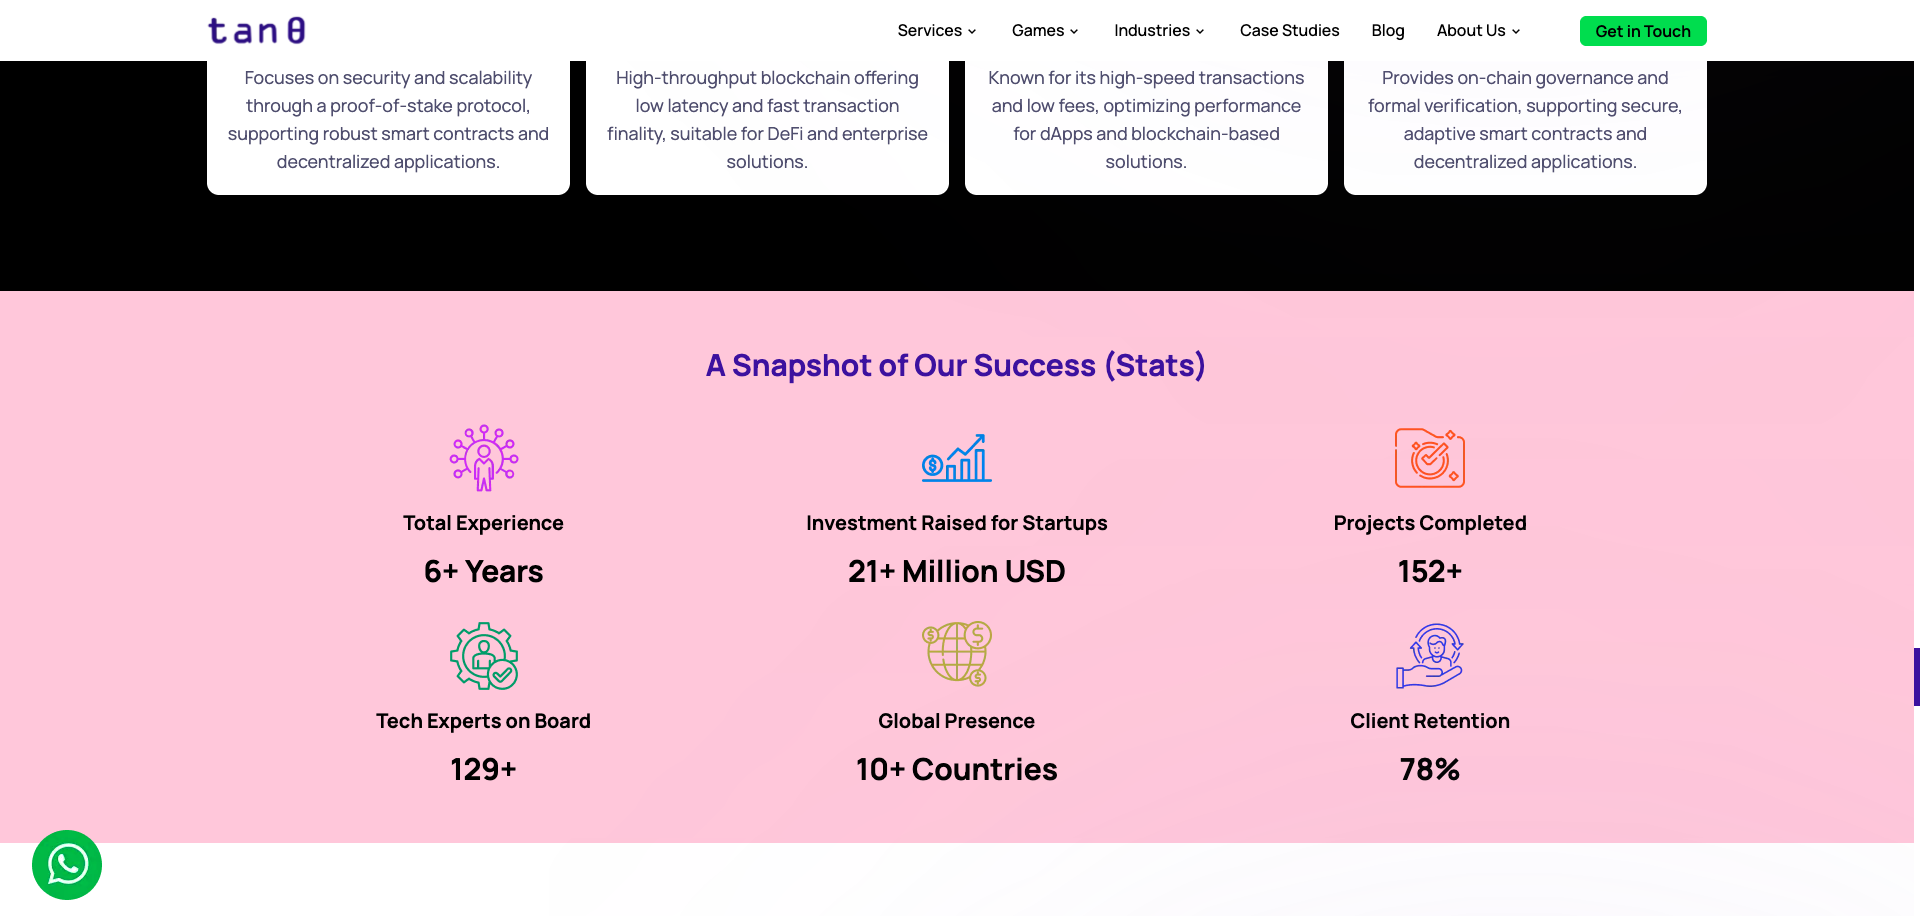 tan θ
Services
Games
Industries
Case Studies
Blog
About Us
Get in Touch
Focuses on security and scalability
through a proof-of-stake protocol,
supporting robust smart contracts and
decentralized applications.
High-throughput blockchain offering
low latency and fast transaction
finality, suitable for DeFi and enterprise
solutions.
Known for its high-speed transactions
and low fees, optimizing performance
for dApps and blockchain-based
solutions.
Provides on-chain governance and
formal verification, supporting secure,
adaptive smart contracts and
decentralized applications.
A Snapshot of Our Success (Stats)
Total Experience
6+ Years
Investment Raised for Startups
21+ Million USD
Projects Completed
152+
Tech Experts on Board
129+
Global Presence
10+ Countries
Client Retention
78%